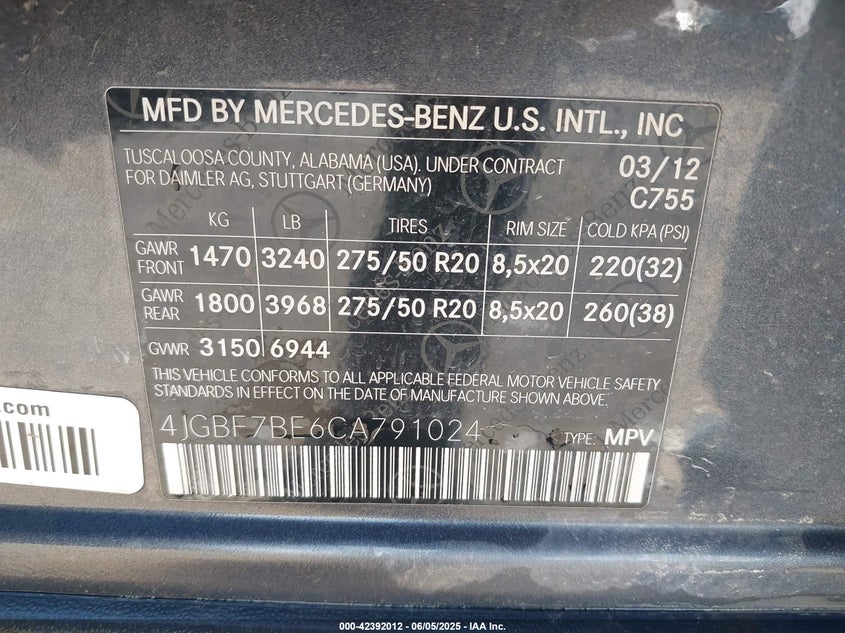 MFD BY MERCEDES-BENZ U.S. INTL., INC
TUSCALOOSA COUNTY, ALABAMA (USA). UNDER CONTRACT
FOR DAIMLER AG, STUTTGART (GERMANY)
03/12
C755
KG LB TIRES RIM SIZE COLD KPA(PSI)
GAWR FRONT 1470 3240 275/50 R20 8,5x20 220(32)
GAWR REAR 1800 3968 275/50 R20 8,5x20 260(38)
GVWR 3150 6944
THIS VEHICLE CONFORMS TO ALL APPLICABLE FEDERAL MOTOR VEHICLE SAFETY
STANDARDS IN EFFECT ON THE DATE OF MANUFACTURE SHOWN ABOVE.
4JGBF7BE6CA791024 TYPE: MPV
.com
000-42392012 - 06/05/2025 - IAA Inc.